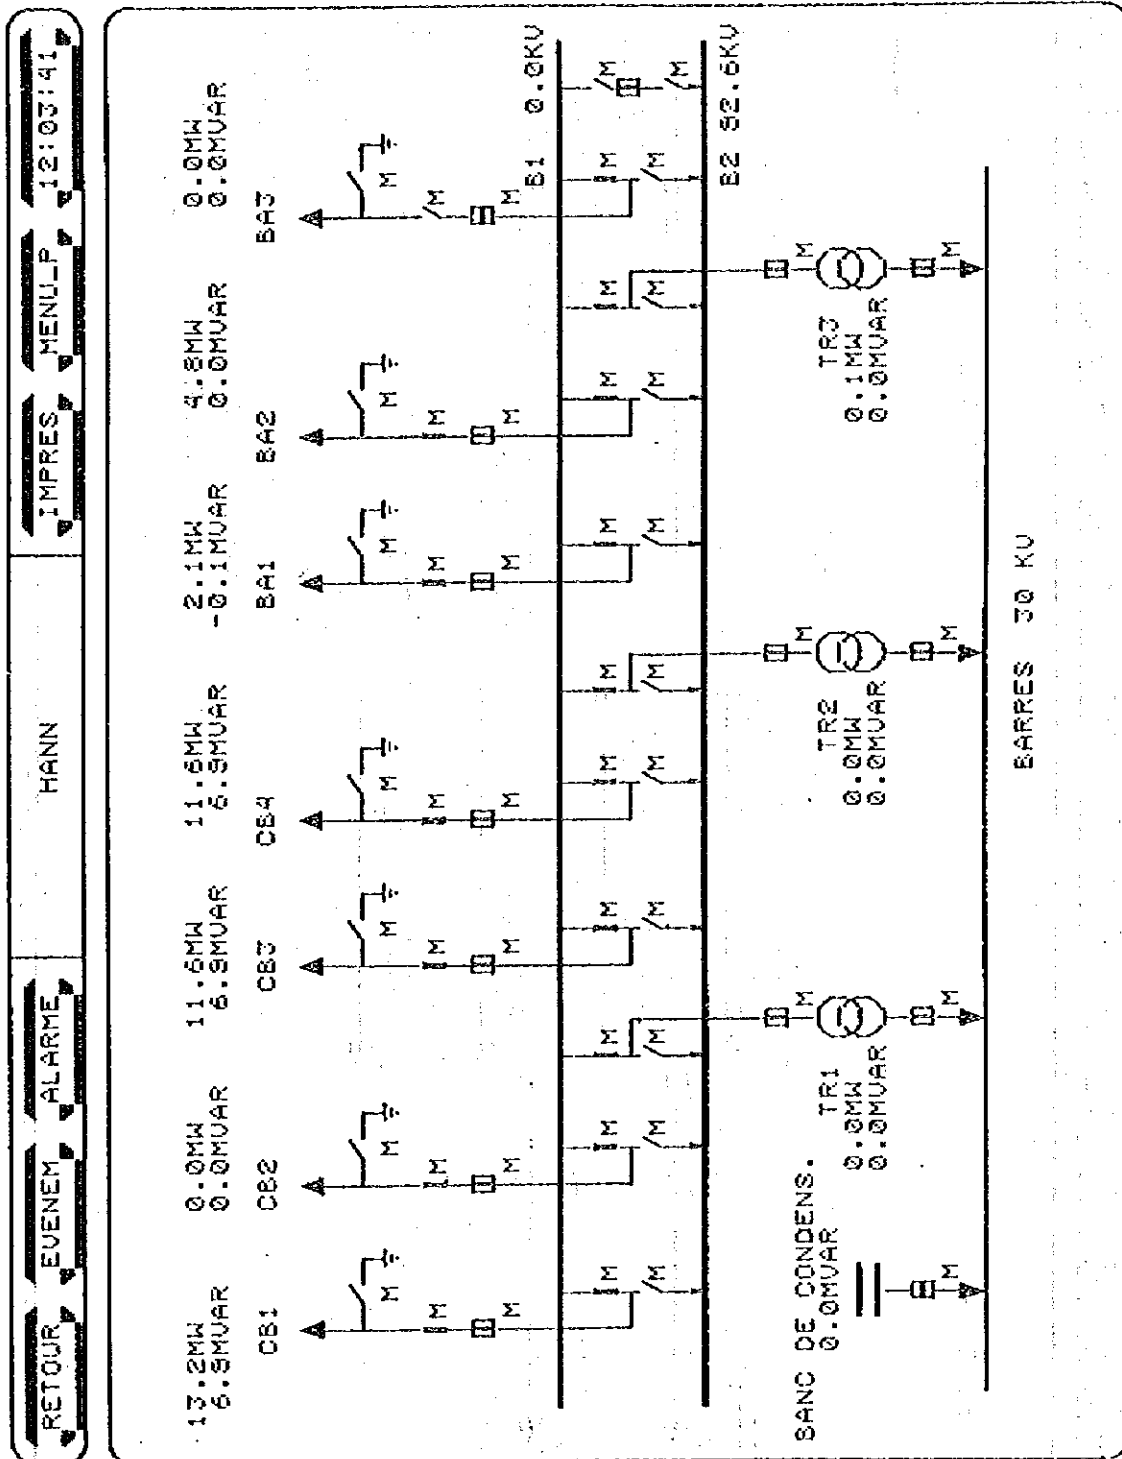 RETOUR EVENEM ALARME HANN IMPRES MENU_P 12:03:41
13.2MW 0.0MW 11.6MW 11.6MW 2.1MW 4.8MW 0.0MW
6.9MVAR 0.0MVAR 6.9MVAR 6.9MVAR -0.1MVAR 0.0MVAR 0.0MVAR
CB1 CB2 CB3 CB4 BA1 BA2 BA3
M M M M M M M
M M M M M M M
M M M M M M M
B1 0.0KV
M M M M M M M M M M M
M M M M M M M M M M M
B2 92.6KV
M M M
BANC DE CONDENS. TR1 TR2 TR3
0.0MVAR 0.0MW 0.0MW 0.1MW
0.0MVAR 0.0MVAR 0.0MVAR
M M M M
BARRES 30 KV